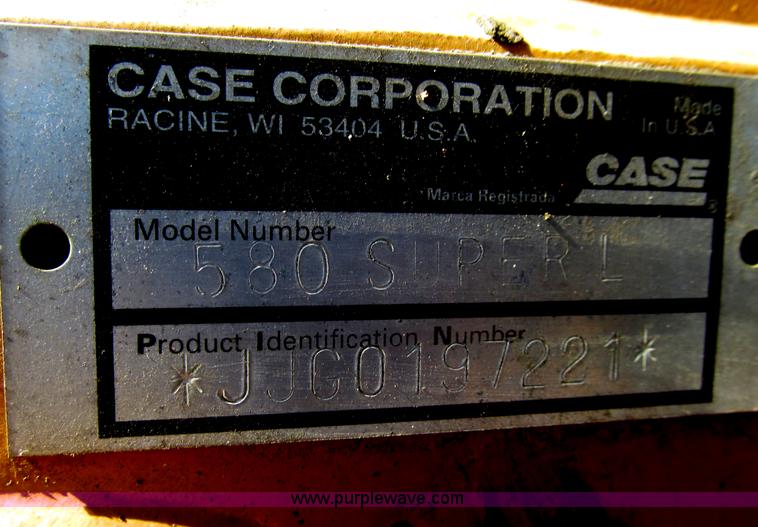 CASE CORPORATION
RACINE, WI 53404 U.S.A.
Made
In U.S.A
CASE
Marca Registrada ®
Model Number
580 SUPER L
Product Identification Number
*JJG0197221*
www.purplewave.com